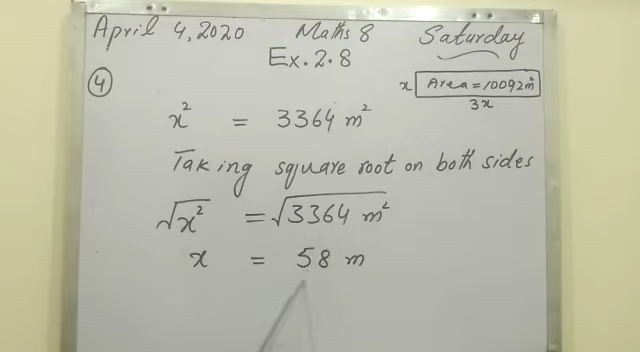 April 4, 2020 Maths 8 Saturday
Ex. 2.8
④
x Area = 10092 m²
3x
x² = 3364 m²
Taking square root on both sides
√x² = √3364 m²
x = 58 m